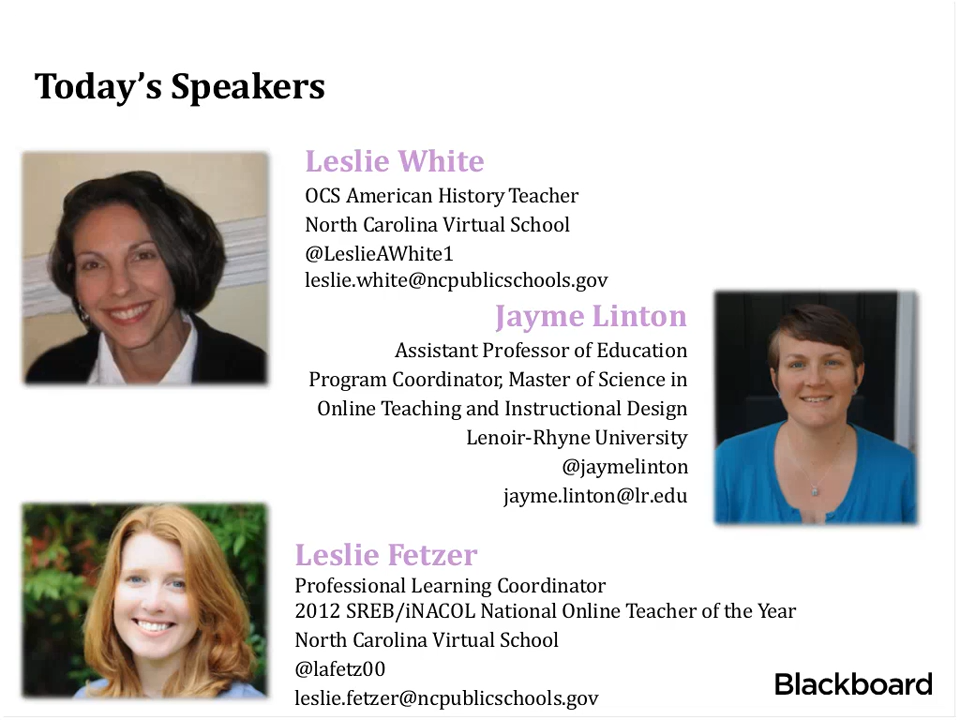 Today’s Speakers
Leslie White
OCS American History Teacher
North Carolina Virtual School
@LeslieAWhite1
leslie.white@ncpublicschools.gov
Jayme Linton
Assistant Professor of Education
Program Coordinator, Master of Science in
Online Teaching and Instructional Design
Lenoir-Rhyne University
@jaymelinton
jayme.linton@lr.edu
Leslie Fetzer
Professional Learning Coordinator
2012 SREB/iNACOL National Online Teacher of the Year
North Carolina Virtual School
@lafetz00
leslie.fetzer@ncpublicschools.gov
Blackboard